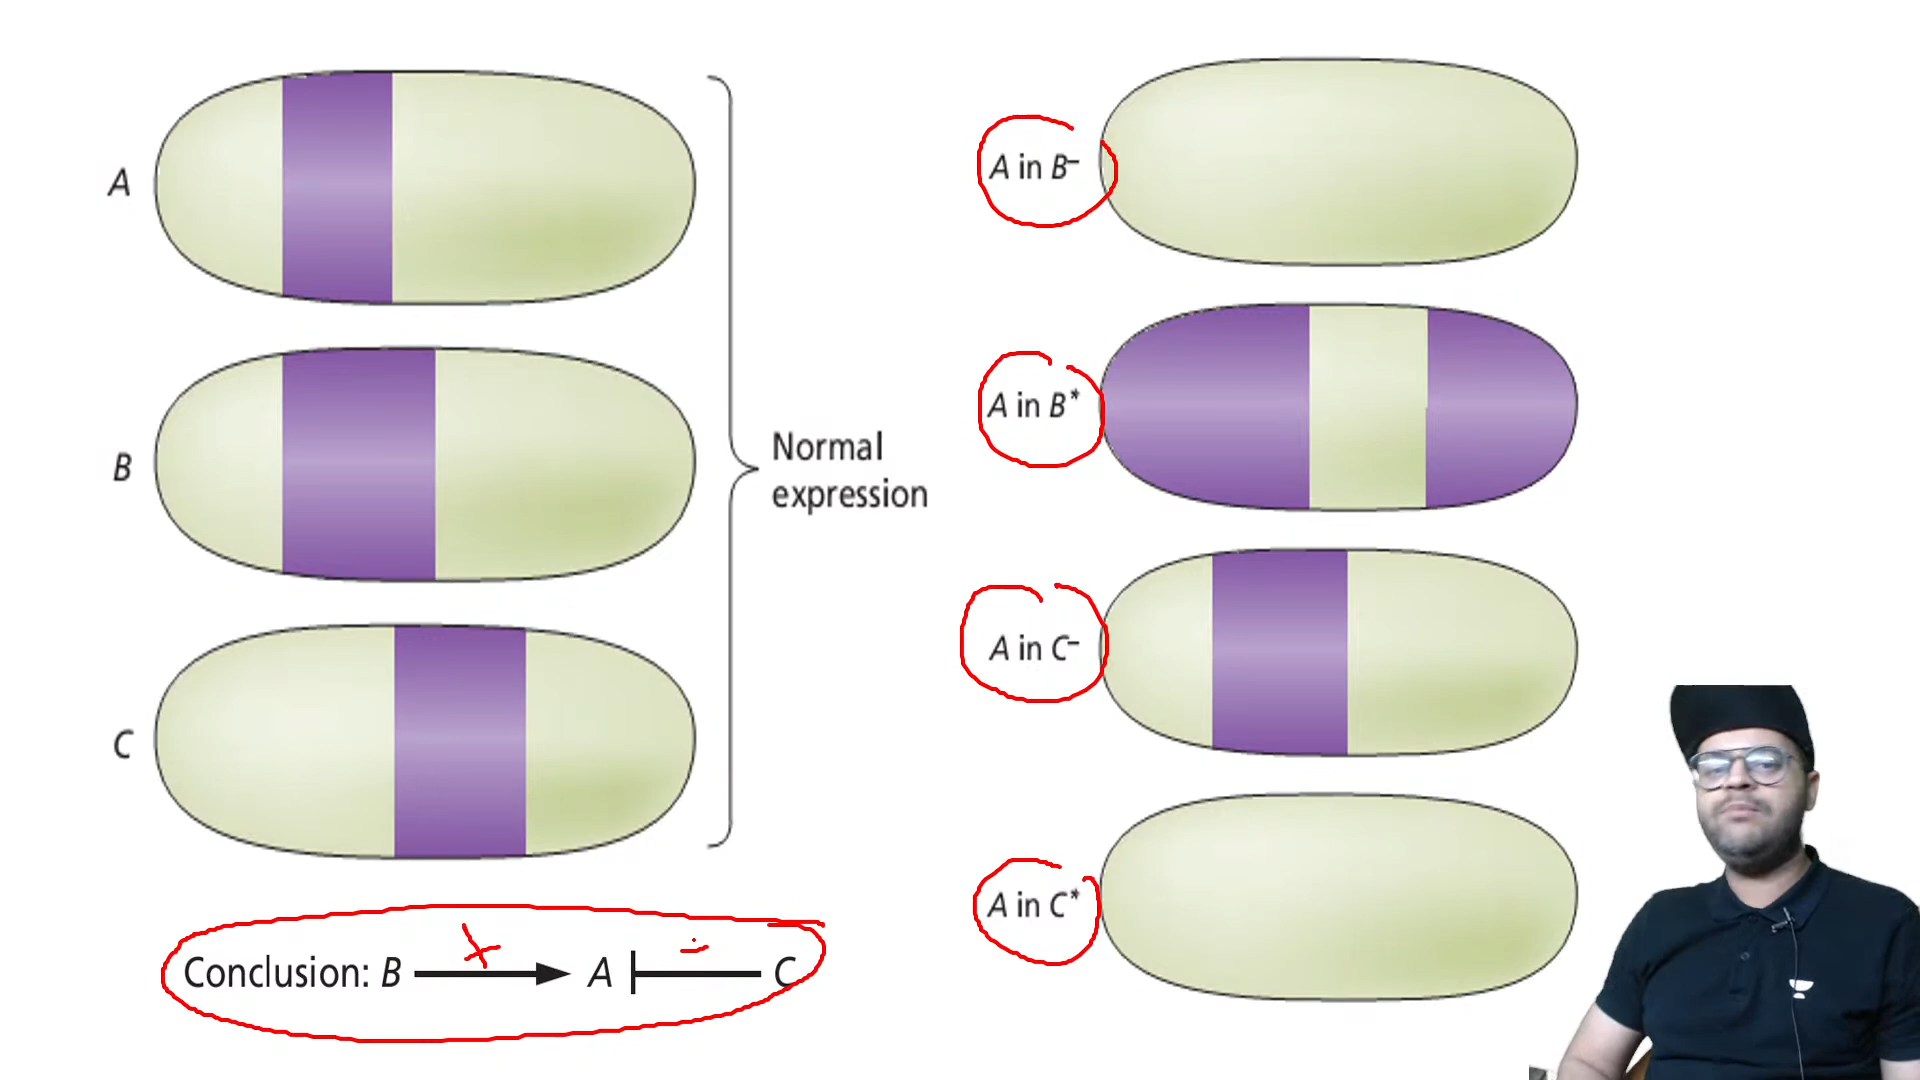 A
B
C
Normal
expression
Conclusion: B → A ⊢ C
+
-
A in B⁻
A in B*
A in C⁻
A in C*